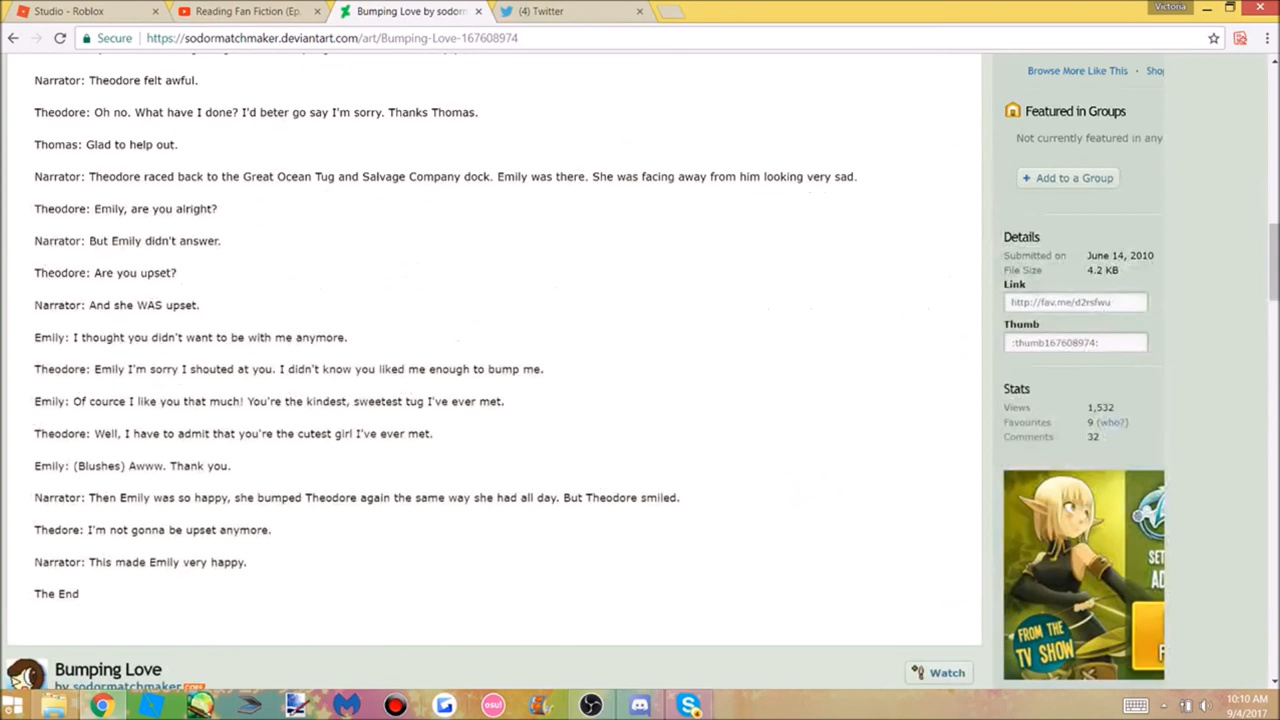 Studio - Roblox
Reading Fan Fiction (Ep.
Bumping Love by sodorm
(4) Twitter
Victoria
Secure
https://sodormatchmaker.deviantart.com/art/Bumping-Love-167608974
Narrator: Theodore felt awful.
Theodore: Oh no. What have I done? I'd beter go say I'm sorry. Thanks Thomas.
Thomas: Glad to help out.
Narrator: Theodore raced back to the Great Ocean Tug and Salvage Company dock. Emily was there. She was facing away from him looking very sad.
Theodore: Emily, are you alright?
Narrator: But Emily didn't answer.
Theodore: Are you upset?
Narrator: And she WAS upset.
Emily: I thought you didn't want to be with me anymore.
Theodore: Emily I'm sorry I shouted at you. I didn't know you liked me enough to bump me.
Emily: Of cource I like you that much! You're the kindest, sweetest tug I've ever met.
Theodore: Well, I have to admit that you're the cutest girl I've ever met.
Emily: (Blushes) Awww. Thank you.
Narrator: Then Emily was so happy, she bumped Theodore again the same way she had all day. But Theodore smiled.
Thedore: I'm not gonna be upset anymore.
Narrator: This made Emily very happy.
The End
Bumping Love
by sodormatchmaker
Watch
Browse More Like This · Shop
Featured in Groups
Not currently featured in any
+ Add to a Group
Details
Submitted on June 14, 2010
File Size 4.2 KB
Link
http://fav.me/d2rsfwu
Thumb
:thumb167608974:
Stats
Views 1,532
Favourites 9 (who?)
Comments 32
SET
AD
FROM THE
TV SHOW
F
osu!
10:10 AM
9/4/2017